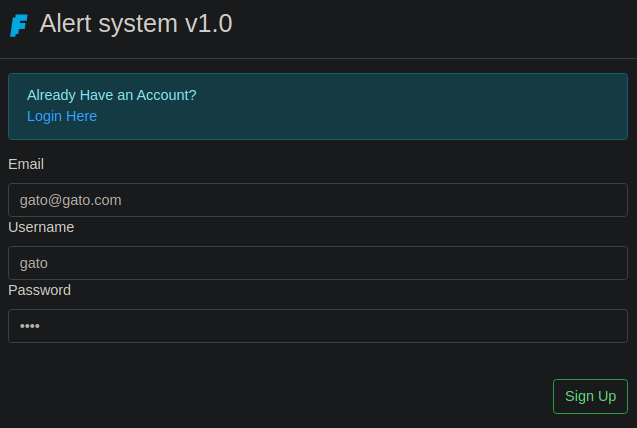 F Alert system v1.0
Already Have an Account?
Login Here
Email
gato@gato.com
Username
gato
Password
••••
Sign Up